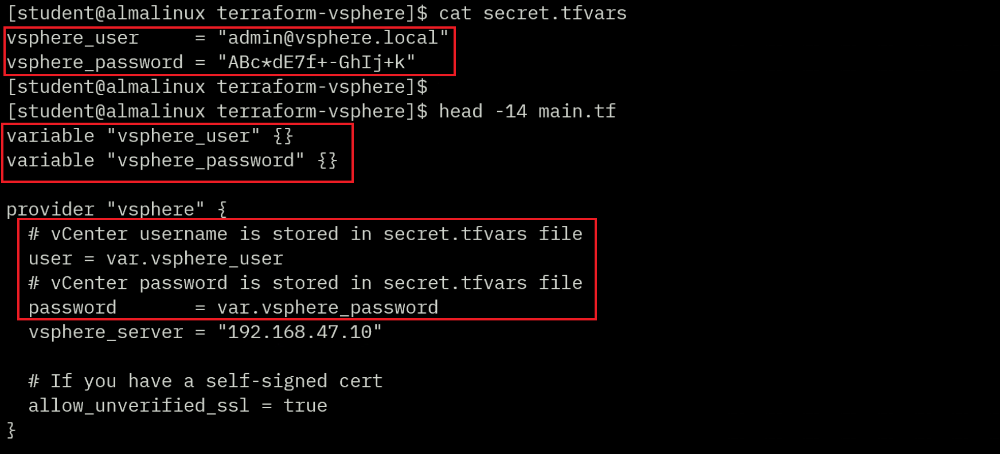 [student@almalinux terraform-vsphere]$ cat secret.tfvars
vsphere_user     = "admin@vsphere.local"
vsphere_password = "ABc*dE7f+-GhIj+k"
[student@almalinux terraform-vsphere]$
[student@almalinux terraform-vsphere]$ head -14 main.tf
variable "vsphere_user" {}
variable "vsphere_password" {}

provider "vsphere" {
  # vCenter username is stored in secret.tfvars file
  user = var.vsphere_user
  # vCenter password is stored in secret.tfvars file
  password       = var.vsphere_password
  vsphere_server = "192.168.47.10"

  # If you have a self-signed cert
  allow_unverified_ssl = true
}